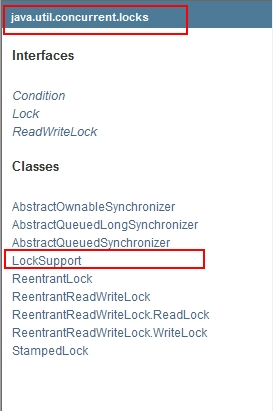 java.util.concurrent.locks
Interfaces
Condition
Lock
ReadWriteLock
Classes
AbstractOwnableSynchronizer
AbstractQueuedLongSynchronizer
AbstractQueuedSynchronizer
LockSupport
ReentrantLock
ReentrantReadWriteLock
ReentrantReadWriteLock.ReadLock
ReentrantReadWriteLock.WriteLock
StampedLock